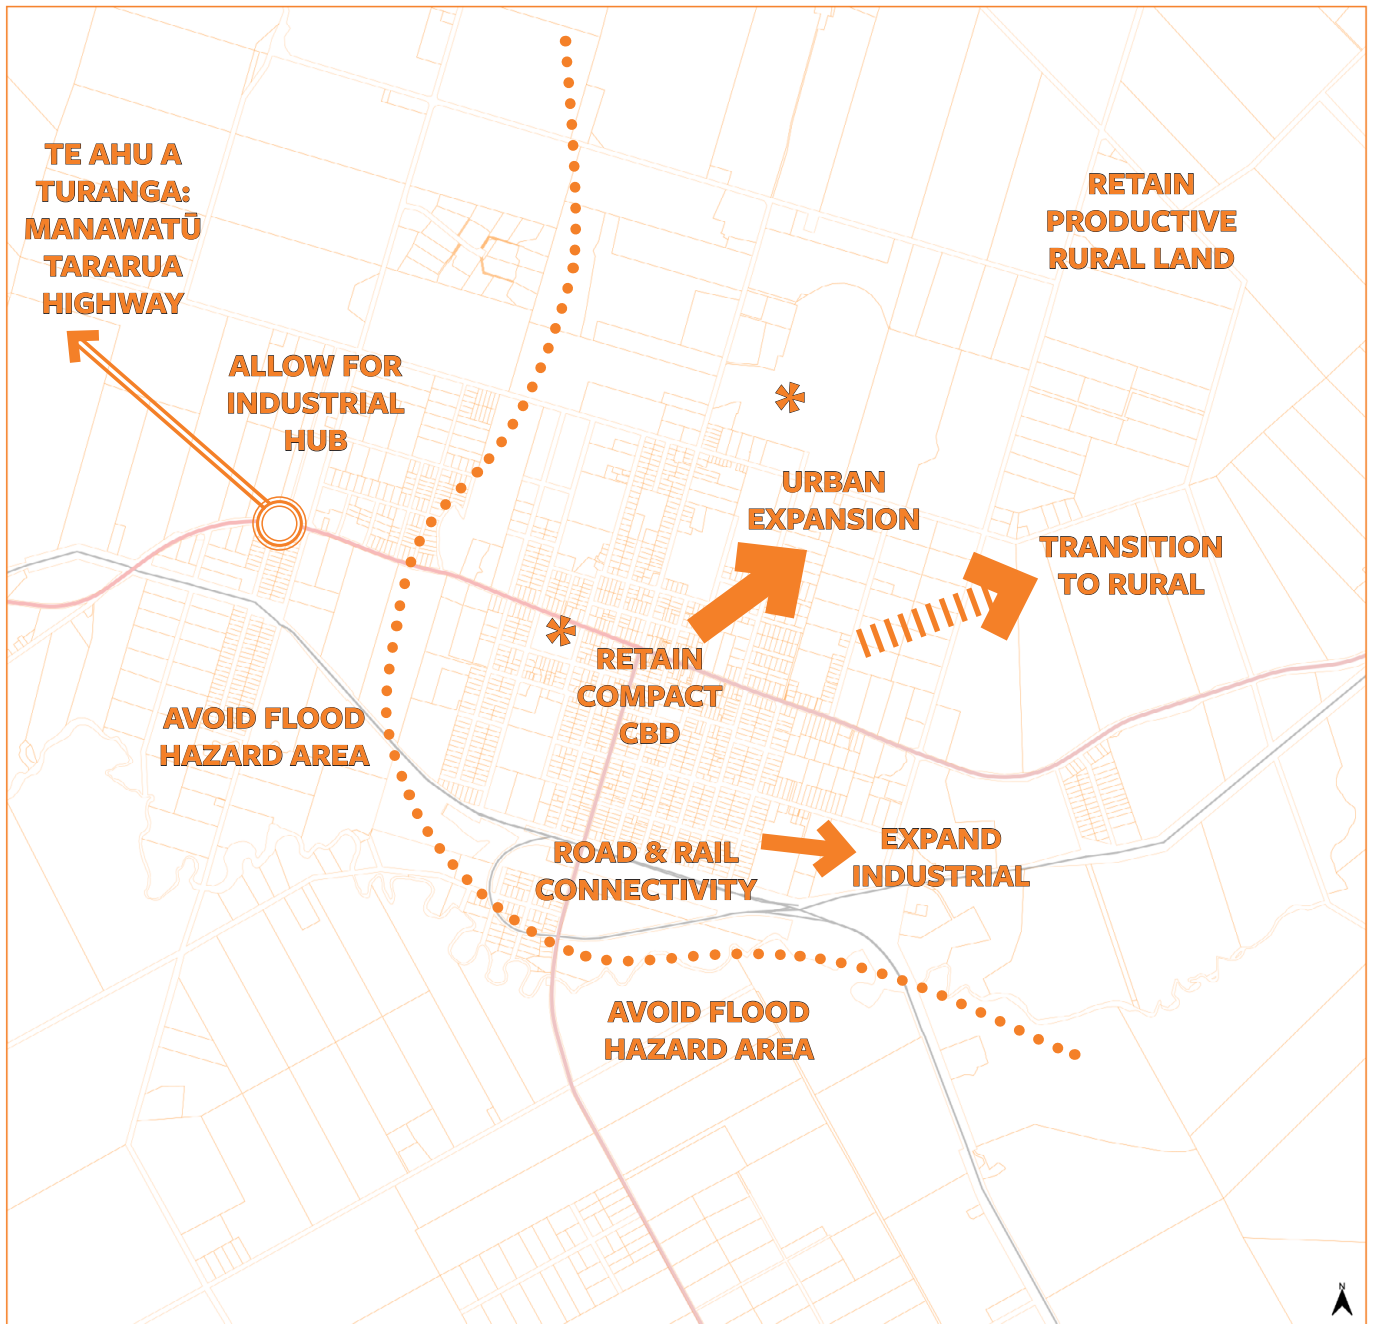 TE AHU A
TURANGA:
MANAWATŪ
TARARUA
HIGHWAY
RETAIN
PRODUCTIVE
RURAL LAND
ALLOW FOR
INDUSTRIAL
HUB
URBAN
EXPANSION
TRANSITION
TO RURAL
RETAIN
COMPACT
CBD
AVOID FLOOD
HAZARD AREA
ROAD & RAIL
CONNECTIVITY
EXPAND
INDUSTRIAL
AVOID FLOOD
HAZARD AREA
N